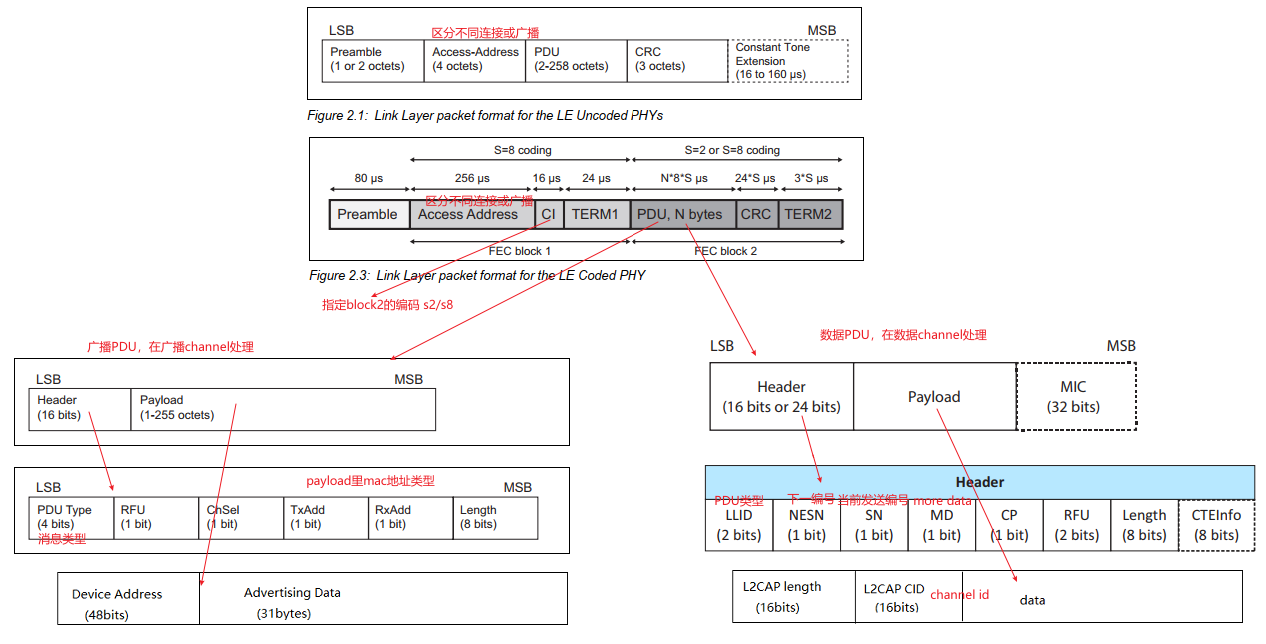 LSB
MSB
区分不同连接或广播
Preamble
(1 or 2 octets)
Access-Address
(4 octets)
PDU
(2-258 octets)
CRC
(3 octets)
Constant Tone
Extension
(16 to 160 µs)
Figure 2.1: Link Layer packet format for the LE Uncoded PHYs
S=8 coding
S=2 or S=8 coding
80 µs
256 µs
16 µs
24 µs
N*8*S µs
24*S µs
3*S µs
区分不同连接或广播
Preamble
Access Address
CI
TERM1
PDU, N bytes
CRC
TERM2
FEC block 1
FEC block 2
Figure 2.3: Link Layer packet format for the LE Coded PHY
指定block2的编码 s2/s8
广播PDU，在广播channel处理
LSB
MSB
Header
(16 bits)
Payload
(1-255 octets)
LSB
payload里mac地址类型
MSB
PDU Type
(4 bits)
RFU
(1 bit)
ChSel
(1 bit)
TxAdd
(1 bit)
RxAdd
(1 bit)
Length
(8 bits)
消息类型
Device Address
(48bits)
Advertising Data
(31bytes)
数据PDU，在数据channel处理
LSB
MSB
Header
(16 bits or 24 bits)
Payload
MIC
(32 bits)
Header
PDU类型
下一编号
当前发送编号
more data
LLID
(2 bits)
NESN
(1 bit)
SN
(1 bit)
MD
(1 bit)
CP
(1 bit)
RFU
(2 bits)
Length
(8 bits)
CTEInfo
(8 bits)
L2CAP length
(16bits)
L2CAP CID
(16bits)
channel id
data